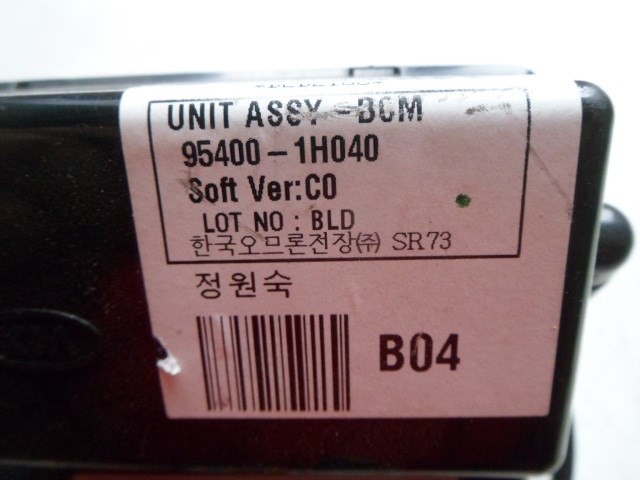 UNIT ASSY-BCM
95400-1H040
Soft Ver:C0
LOT NO : BLD
한국오므론전장㈜ SR73
정원숙
B04